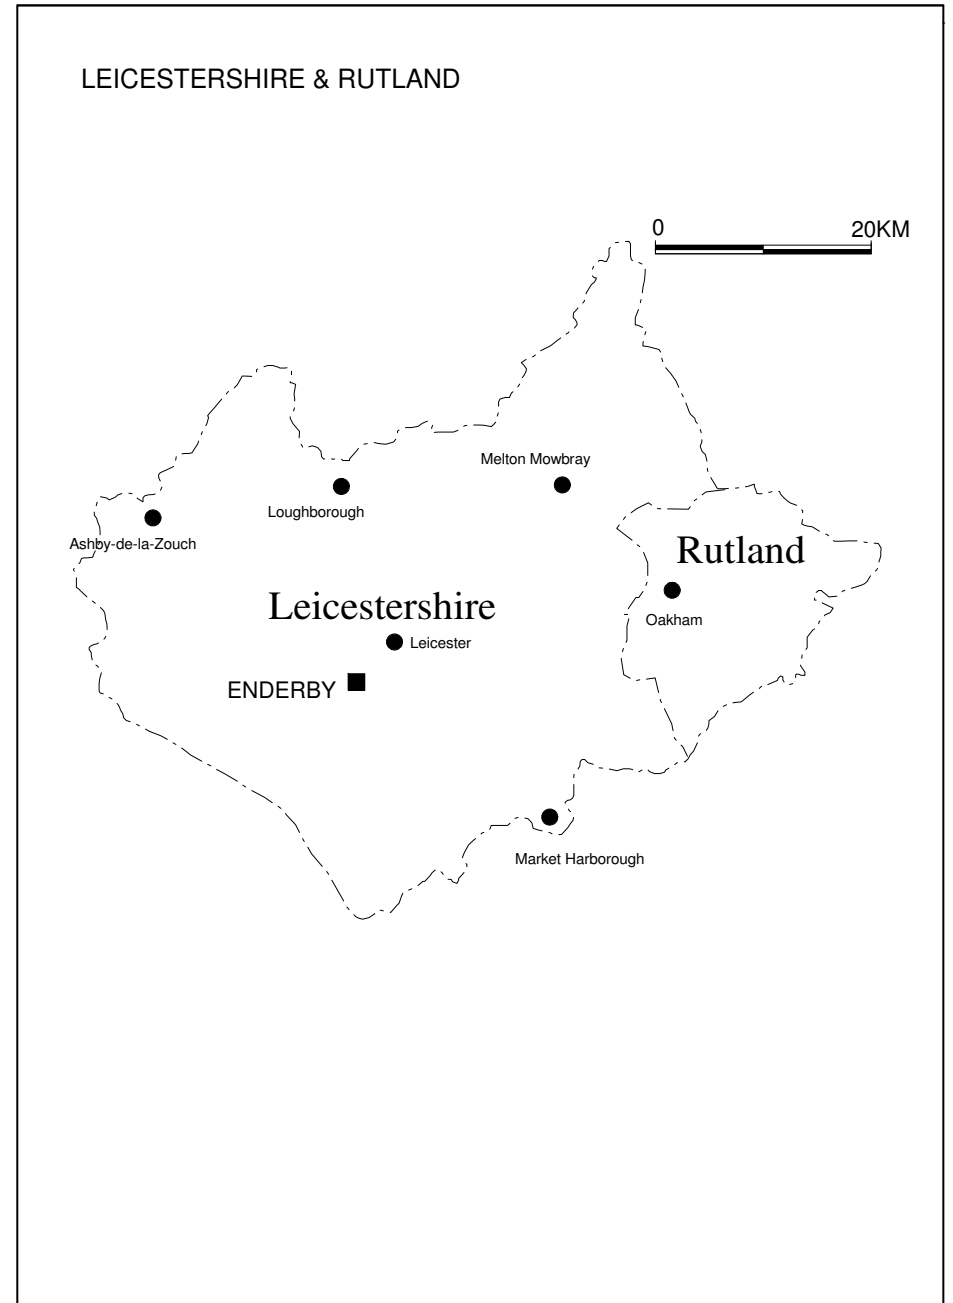 LEICESTERSHIRE & RUTLAND
0 20KM
Melton Mowbray
Loughborough
Ashby-de-la-Zouch
Rutland
Leicestershire
Oakham
Leicester
ENDERBY
Market Harborough